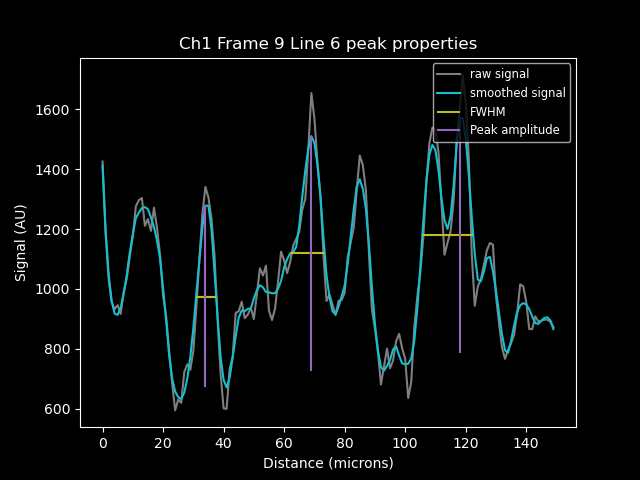 Ch1 Frame 9 Line 6 peak properties
raw signal
smoothed signal
FWHM
Peak amplitude
Signal (AU)
1600
1400
1200
1000
800
600
0 20 40 60 80 100 120 140
Distance (microns)